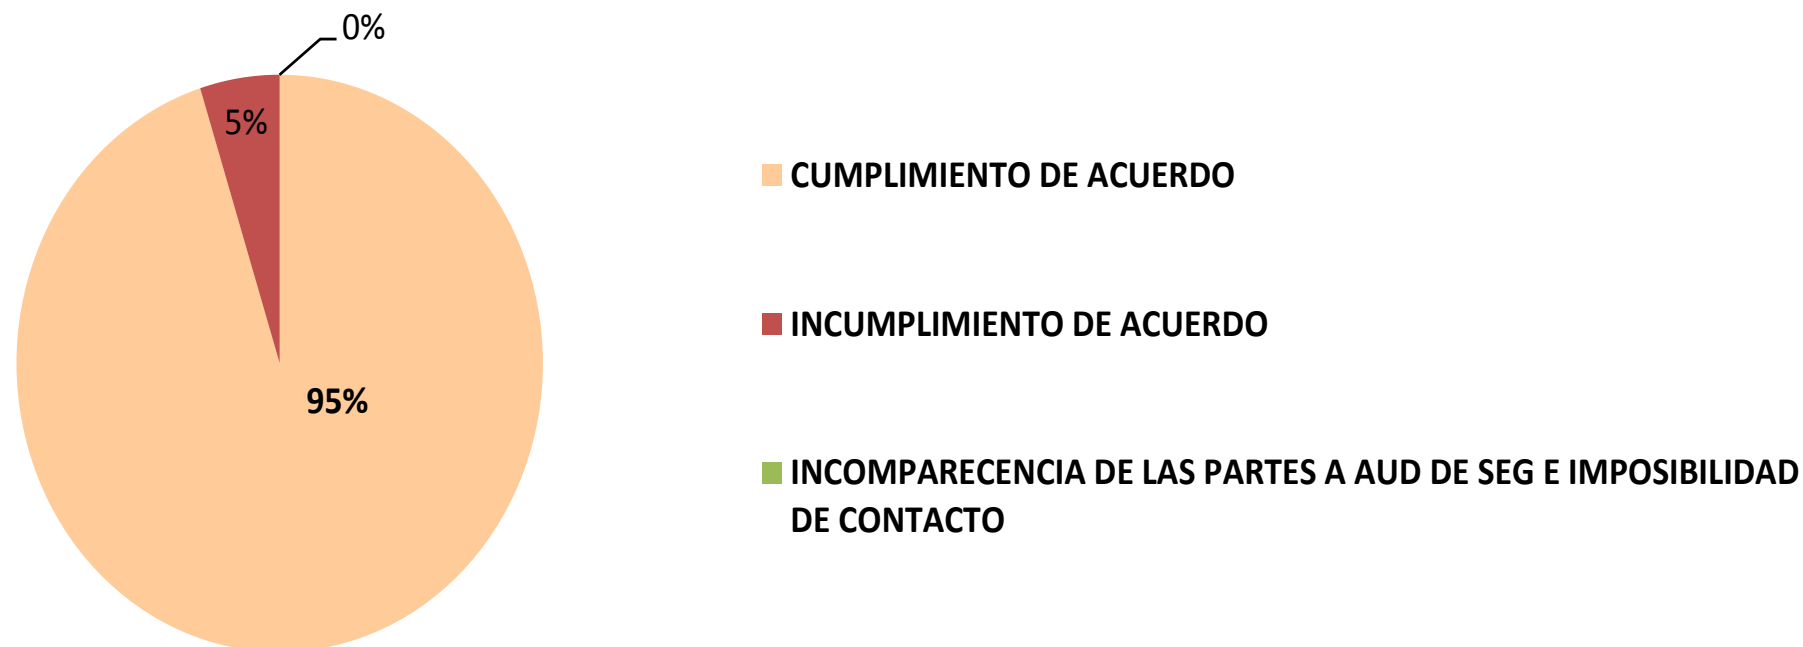 0%
5%
95%
CUMPLIMIENTO DE ACUERDO
INCUMPLIMIENTO DE ACUERDO
INCOMPARECENCIA DE LAS PARTES A AUD DE SEG E IMPOSIBILIDAD
DE CONTACTO